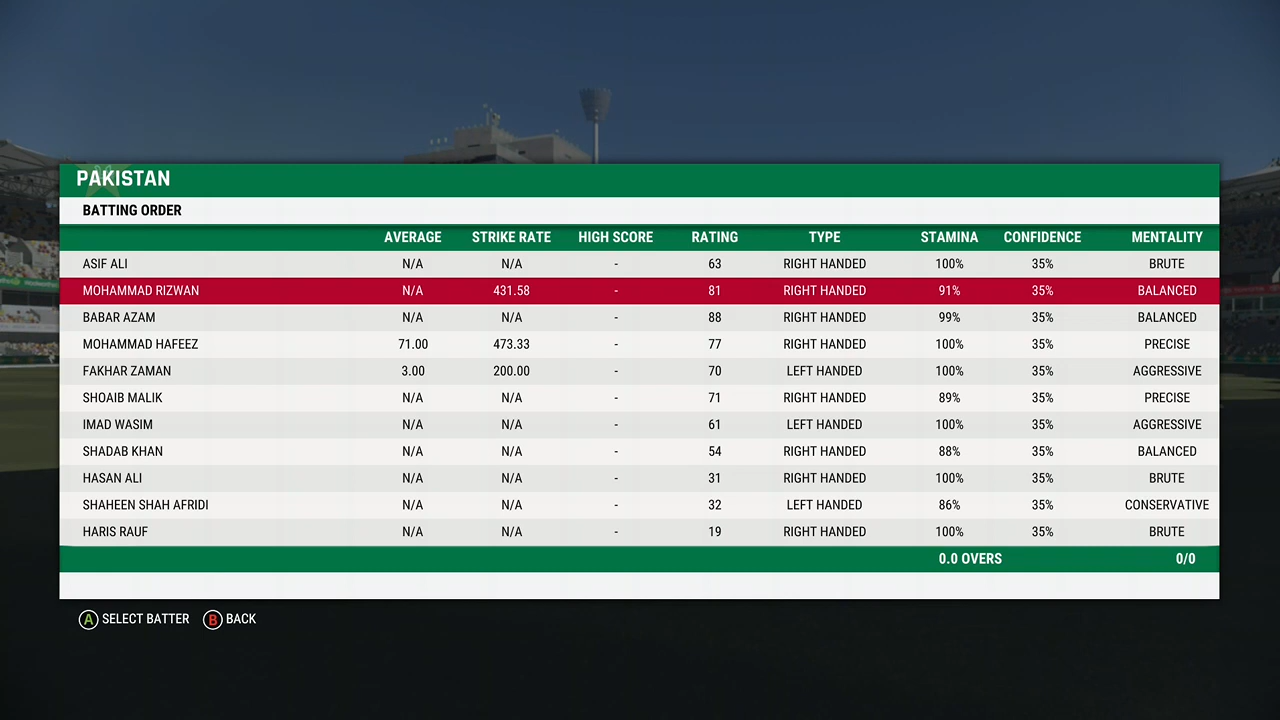 PAKISTAN
BATTING ORDER
AVERAGE STRIKE RATE HIGH SCORE RATING TYPE STAMINA CONFIDENCE MENTALITY
ASIF ALI N/A N/A - 63 RIGHT HANDED 100% 35% BRUTE
MOHAMMAD RIZWAN N/A 431.58 - 81 RIGHT HANDED 91% 35% BALANCED
BABAR AZAM N/A N/A - 88 RIGHT HANDED 99% 35% BALANCED
MOHAMMAD HAFEEZ 71.00 473.33 - 77 RIGHT HANDED 100% 35% PRECISE
FAKHAR ZAMAN 3.00 200.00 - 70 LEFT HANDED 100% 35% AGGRESSIVE
SHOAIB MALIK N/A N/A - 71 RIGHT HANDED 89% 35% PRECISE
IMAD WASIM N/A N/A - 61 LEFT HANDED 100% 35% AGGRESSIVE
SHADAB KHAN N/A N/A - 54 RIGHT HANDED 88% 35% BALANCED
HASAN ALI N/A N/A - 31 RIGHT HANDED 100% 35% BRUTE
SHAHEEN SHAH AFRIDI N/A N/A - 32 LEFT HANDED 86% 35% CONSERVATIVE
HARIS RAUF N/A N/A - 19 RIGHT HANDED 100% 35% BRUTE
0.0 OVERS 0/0
A SELECT BATTER B BACK